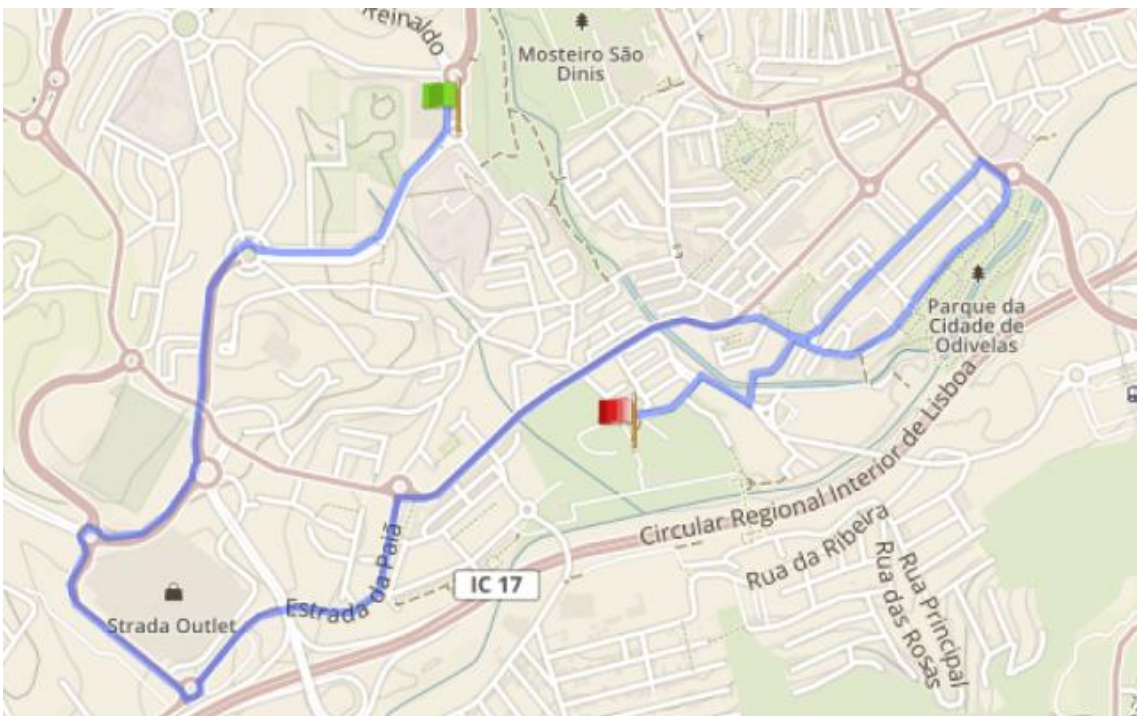 Reinaldo
Mosteiro São
Dinis
Parque da
Cidade de
Odivelas
Circular Regional Interior de Lisboa
Rua da Ribeira
Rua Principal
Rua das Rosas
IC 17
Estrada da Paiã
Strada Outlet